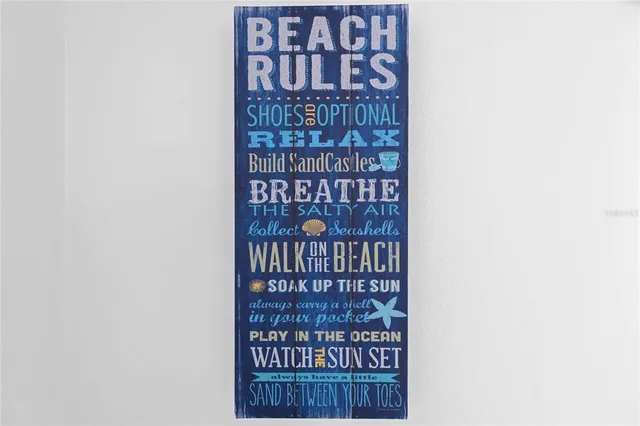 BEACH
RULES
SHOES are OPTIONAL
RELAX
Build SandCastles
BREATHE
THE SALTY AIR
Collect Seashells
WALK ON THE BEACH
SOAK UP THE SUN
always carry a shell
in your pocket
PLAY IN THE OCEAN
WATCH THE SUN SET
always have a little
SAND BETWEEN YOUR TOES